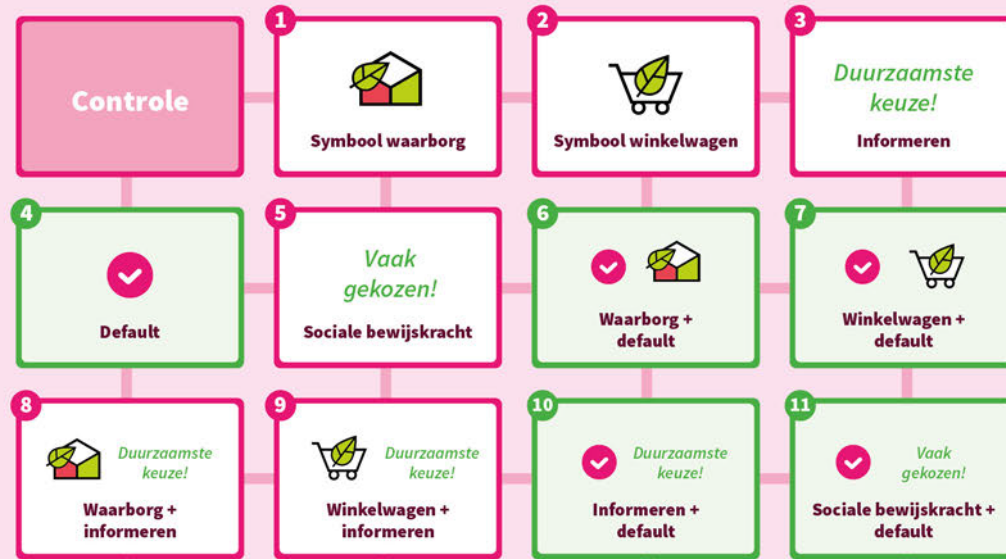 Controle
1
Symbool waarborg
2
Symbool winkelwagen
3
Duurzaamste
keuze!
Informeren
4
Default
5
Vaak
gekozen!
Sociale bewijskracht
6
Waarborg +
default
7
Winkelwagen +
default
8
Duurzaamste
keuze!
Waarborg +
informeren
9
Duurzaamste
keuze!
Winkelwagen +
informeren
10
Duurzaamste
keuze!
Informeren +
default
11
Vaak
gekozen!
Sociale bewijskracht +
default